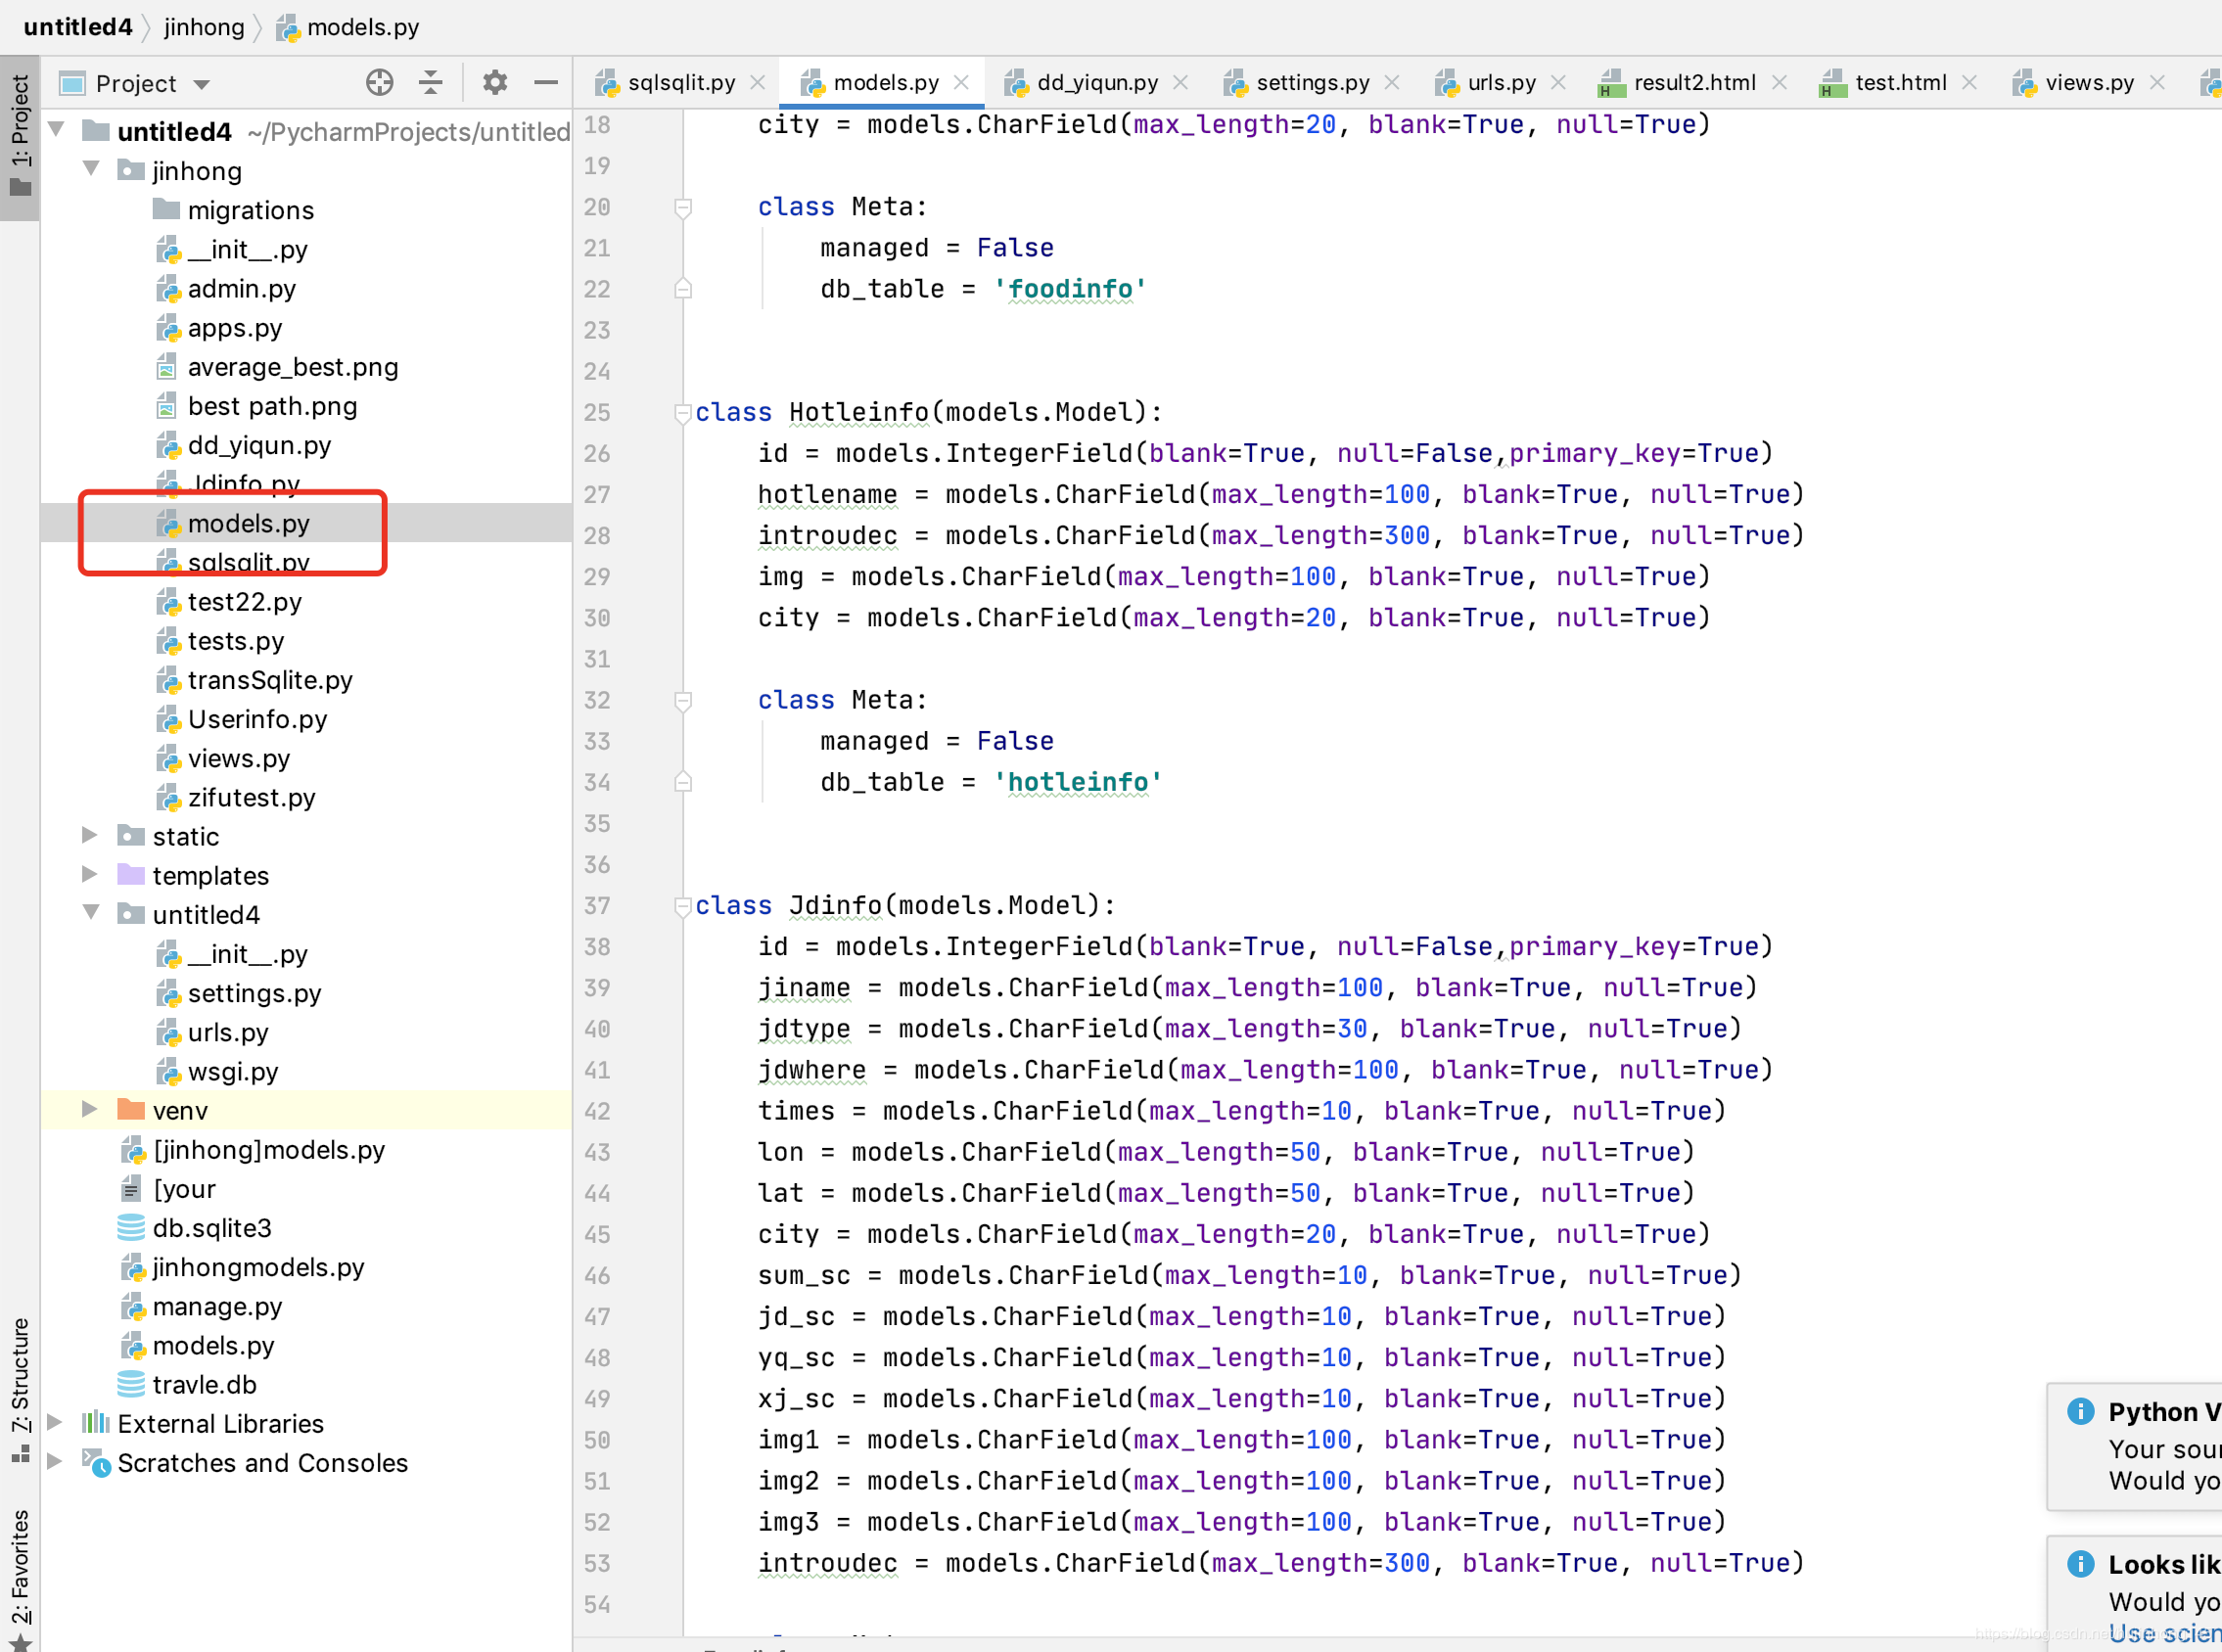 untitled4 jinhong models.py
1: Project
Project
sqlsqlit.py models.py dd_yiqun.py settings.py urls.py result2.html test.html views.py
untitled4 ~/PycharmProjects/untitled
jinhong
migrations
__init__.py
admin.py
apps.py
average_best.png
best path.png
dd_yiqun.py
Jdinfo.py
models.py
sqlsqlit.py
test22.py
tests.py
transSqlite.py
Userinfo.py
views.py
zifutest.py
static
templates
untitled4
__init__.py
settings.py
urls.py
wsgi.py
venv
[jinhong]models.py
[your
db.sqlite3
jinhongmodels.py
manage.py
models.py
travle.db
External Libraries
Scratches and Consoles
7: Structure
2: Favorites
18 city = models.CharField(max_length=20, blank=True, null=True)
19
20 class Meta:
21 managed = False
22 db_table = 'foodinfo'
23
24
25 class Hotleinfo(models.Model):
26 id = models.IntegerField(blank=True, null=False,primary_key=True)
27 hotlename = models.CharField(max_length=100, blank=True, null=True)
28 introudec = models.CharField(max_length=300, blank=True, null=True)
29 img = models.CharField(max_length=100, blank=True, null=True)
30 city = models.CharField(max_length=20, blank=True, null=True)
31
32 class Meta:
33 managed = False
34 db_table = 'hotleinfo'
35
36
37 class Jdinfo(models.Model):
38 id = models.IntegerField(blank=True, null=False,primary_key=True)
39 jiname = models.CharField(max_length=100, blank=True, null=True)
40 jdtype = models.CharField(max_length=30, blank=True, null=True)
41 jdwhere = models.CharField(max_length=100, blank=True, null=True)
42 times = models.CharField(max_length=10, blank=True, null=True)
43 lon = models.CharField(max_length=50, blank=True, null=True)
44 lat = models.CharField(max_length=50, blank=True, null=True)
45 city = models.CharField(max_length=20, blank=True, null=True)
46 sum_sc = models.CharField(max_length=10, blank=True, null=True)
47 jd_sc = models.CharField(max_length=10, blank=True, null=True)
48 yq_sc = models.CharField(max_length=10, blank=True, null=True)
49 xj_sc = models.CharField(max_length=10, blank=True, null=True)
50 img1 = models.CharField(max_length=100, blank=True, null=True)
51 img2 = models.CharField(max_length=100, blank=True, null=True)
52 img3 = models.CharField(max_length=100, blank=True, null=True)
53 introudec = models.CharField(max_length=300, blank=True, null=True)
54
Python V
Your sour
Would yo
Looks lik
Would yo
Use scien